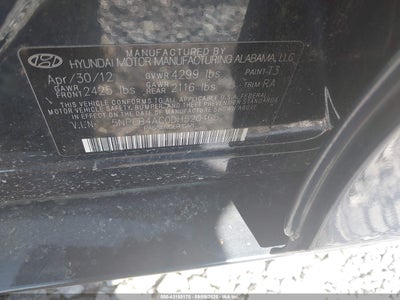 MANUFACTURED BY
HYUNDAI MOTOR MANUFACTURING ALABAMA, LLC
Apr/30/12 GVWR 4299 lbs PAINT T3
GAWR FRONT 2425 lbs GAWR REAR 2116 lbs TRIM RA
THIS VEHICLE CONFORMS TO ALL APPLICABLE U.S.A. FEDERAL
MOTOR VEHICLE SAFETY, BUMPER, AND THEFT PREVENTION
STANDARDS IN EFFECT ON THE DATE OF MANUFACTURE SHOWN ABOVE.
V.I.N: